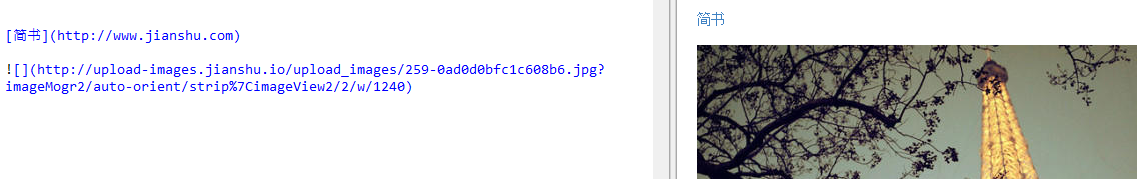 [简书](http://www.jianshu.com)
![](http://upload-images.jianshu.io/upload_images/259-0ad0d0bfc1c608b6.jpg?
imageMogr2/auto-orient/strip%7CimageView2/2/w/1240)
简书